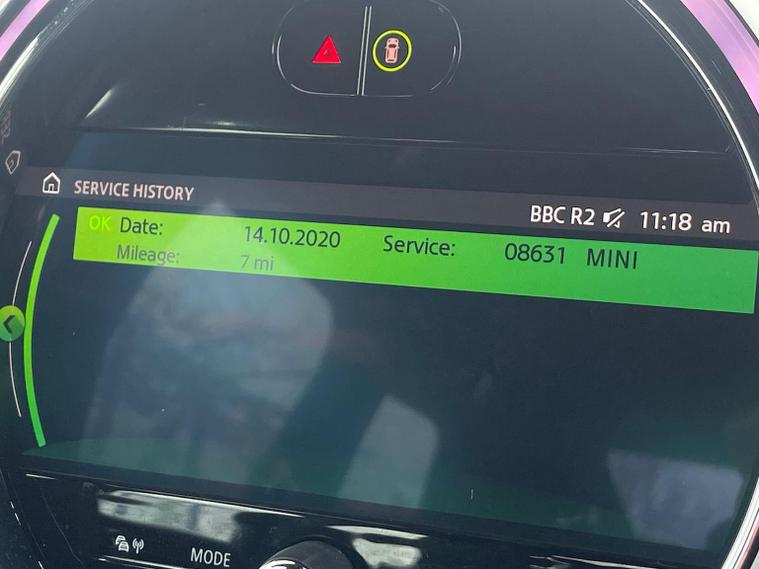 SERVICE HISTORY
BBC R2 11:18 am
OK Date: 14.10.2020 Service: 08631 MINI
Mileage: 7 mi
MODE